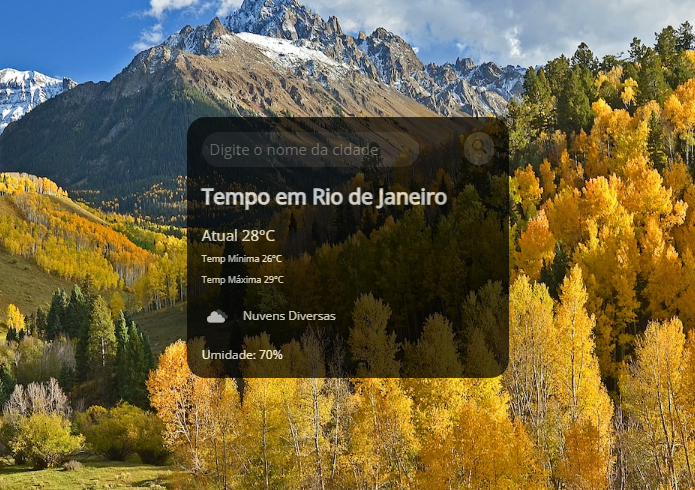 Digite o nome da cidade
Tempo em Rio de Janeiro
Atual 28°C
Temp Mínima 26°C
Temp Máxima 29°C
Nuvens Diversas
Umidade: 70%